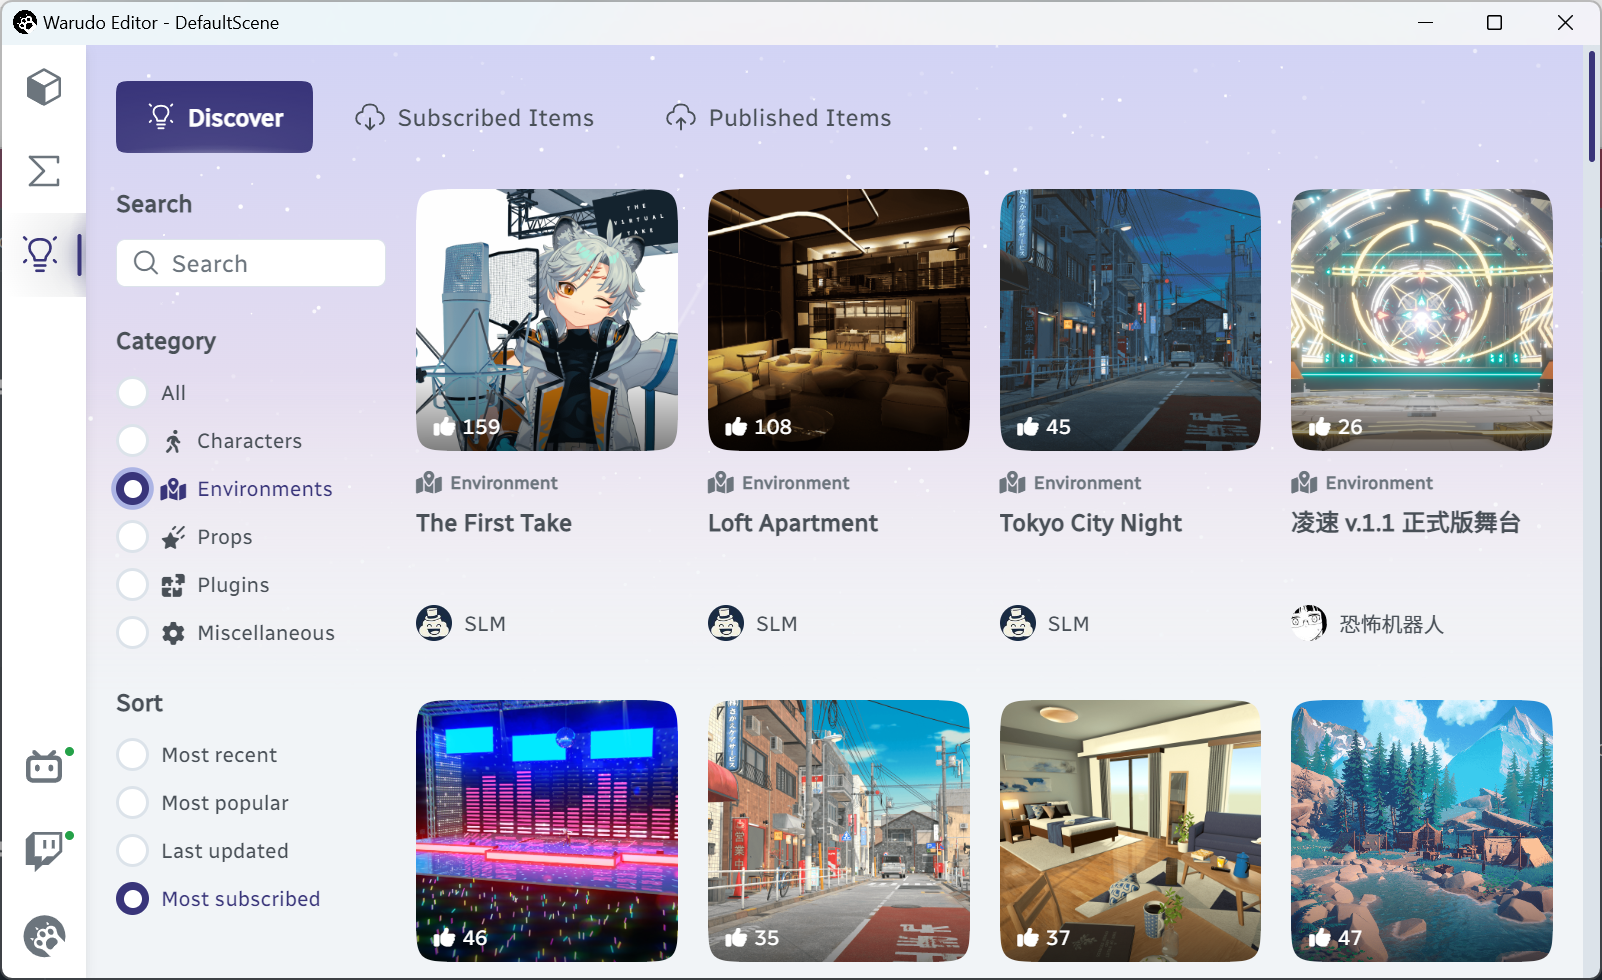 Warudo Editor - DefaultScene
Discover
Subscribed Items
Published Items
Search
Search
Category
All
Characters
Environments
Props
Plugins
Miscellaneous
Sort
Most recent
Most popular
Last updated
Most subscribed
THE
VIRTUAL
TAKE
159
Environment
The First Take
SLM
108
Environment
Loft Apartment
SLM
45
Environment
Tokyo City Night
SLM
26
Environment
凌速 v.1.1 正式版舞台
恐怖机器人
46
35
37
47